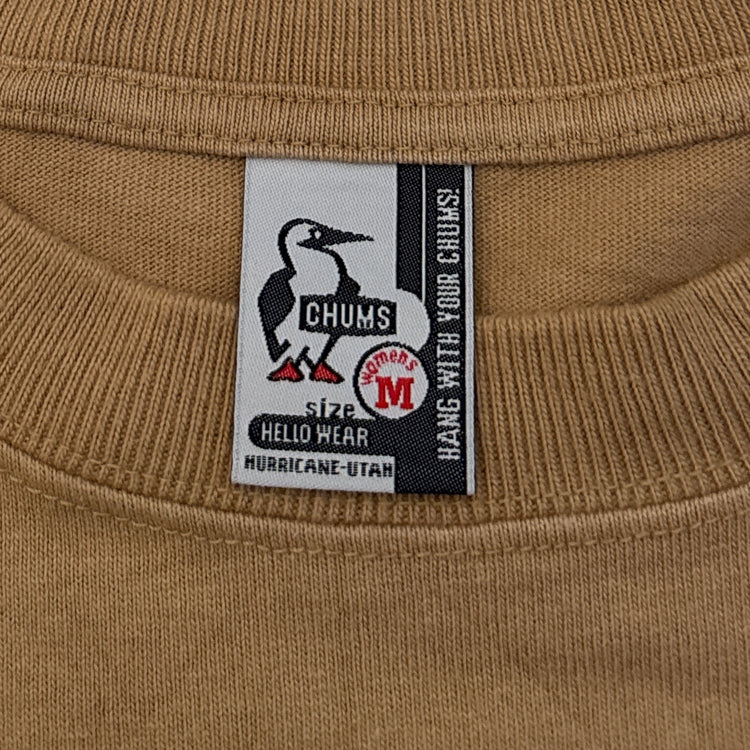 CHUMS
womens
M
size
HELLO WEAR
HURRICANE-UTAH
HANG WITH YOUR CHUMS!